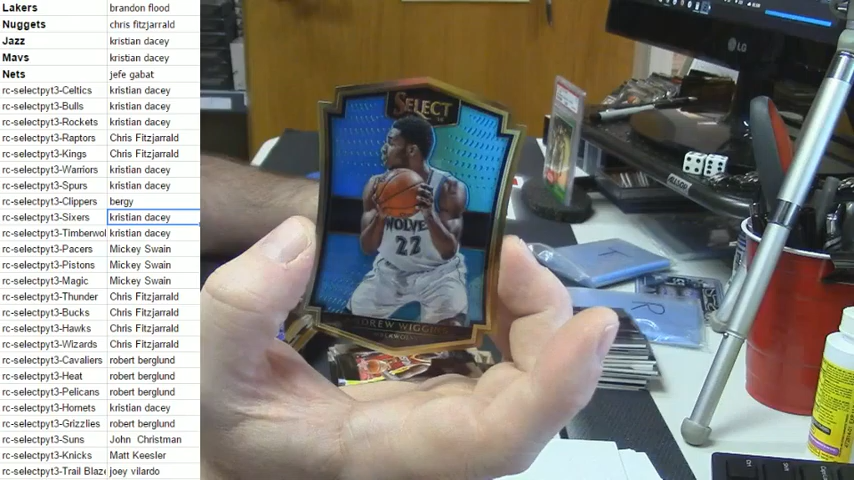 Lakers brandon flood
Nuggets chris fitzjarrald
Jazz kristian dacey
Mavs kristian dacey
Nets jefe gabat
rc-selectpyt3-Celtics kristian dacey
rc-selectpyt3-Bulls kristian dacey
rc-selectpyt3-Rockets kristian dacey
rc-selectpyt3-Raptors Chris Fitzjarrald
rc-selectpyt3-Kings Chris Fitzjarrald
rc-selectpyt3-Warriors kristian dacey
rc-selectpyt3-Spurs kristian dacey
rc-selectpyt3-Clippers bergy
rc-selectpyt3-Sixers kristian dacey
rc-selectpyt3-Timberwol kristian dacey
rc-selectpyt3-Pacers Mickey Swain
rc-selectpyt3-Pistons Mickey Swain
rc-selectpyt3-Magic Mickey Swain
rc-selectpyt3-Thunder Chris Fitzjarrald
rc-selectpyt3-Bucks Chris Fitzjarrald
rc-selectpyt3-Hawks Chris Fitzjarrald
rc-selectpyt3-Wizards Chris Fitzjarrald
rc-selectpyt3-Cavaliers robert berglund
rc-selectpyt3-Heat robert berglund
rc-selectpyt3-Pelicans robert berglund
rc-selectpyt3-Hornets kristian dacey
rc-selectpyt3-Grizzlies robert berglund
rc-selectpyt3-Suns John Christman
rc-selectpyt3-Knicks Matt Keesler
rc-selectpyt3-Trail Blaze joey vilardo
SELECT
WOLVES
22
LG